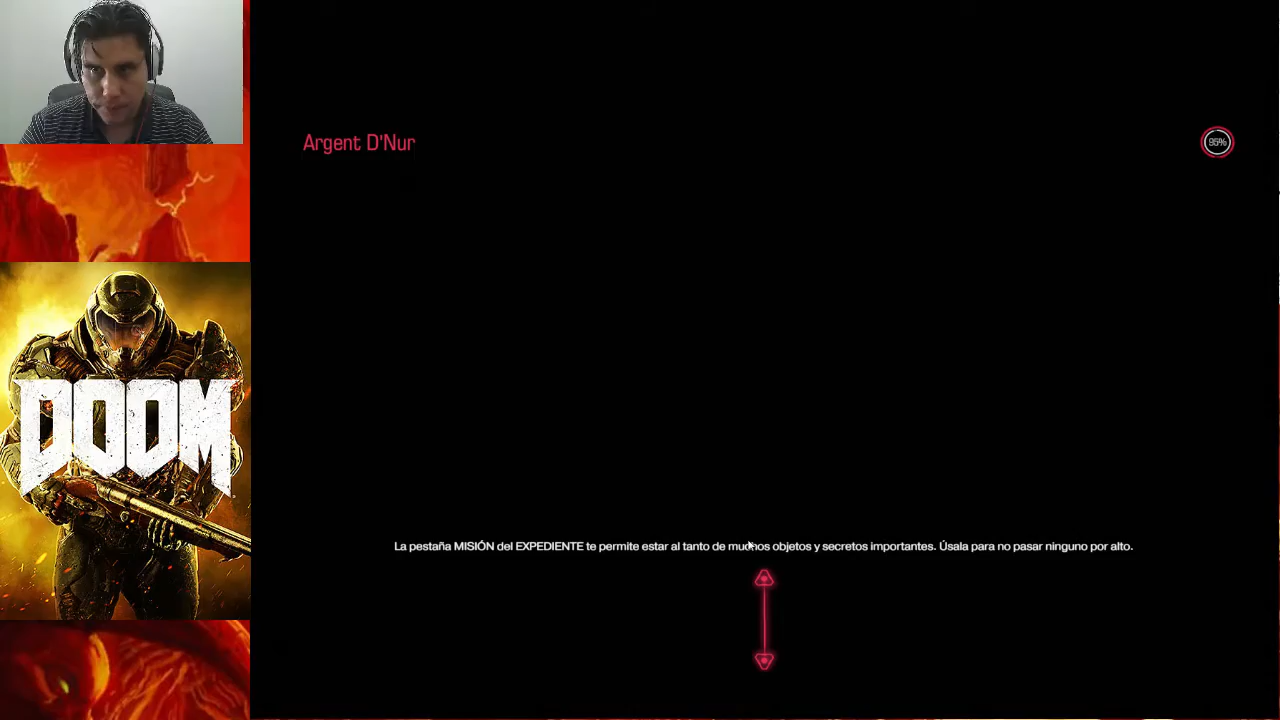 Argent D'Nur
95%
DOOM
La pestaña MISIÓN del EXPEDIENTE te permite estar al tanto de muchos objetos y secretos importantes. Úsala para no pasar ninguno por alto.